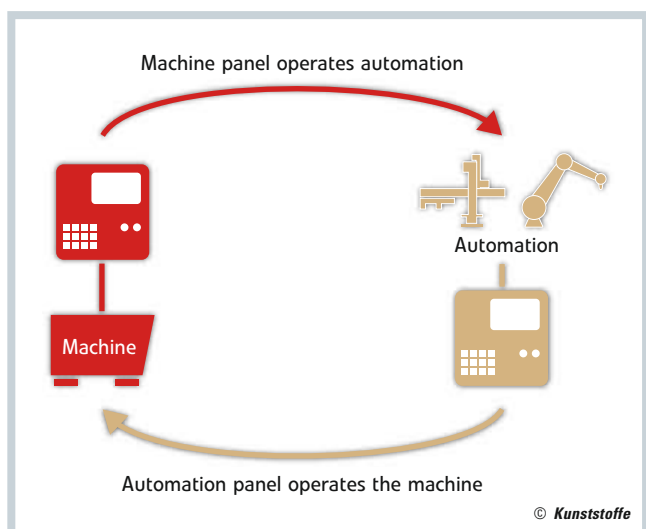 Machine panel operates automation
Automation
Machine
Automation panel operates the machine
© Kunststoffe